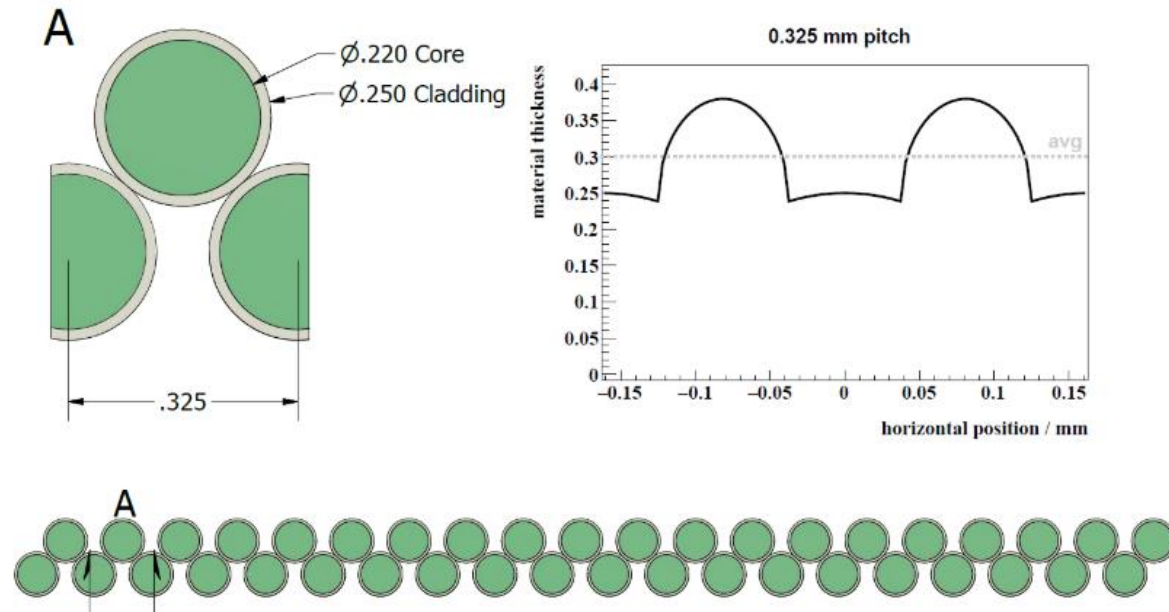 A
Ø.220 Core
Ø.250 Cladding
.325
0.325 mm pitch
material thickness
0.4
0.35
0.3
0.25
0.2
0.15
0.1
0.05
0
avg
−0.15 −0.1 −0.05 0 0.05 0.1 0.15
horizontal position / mm
A